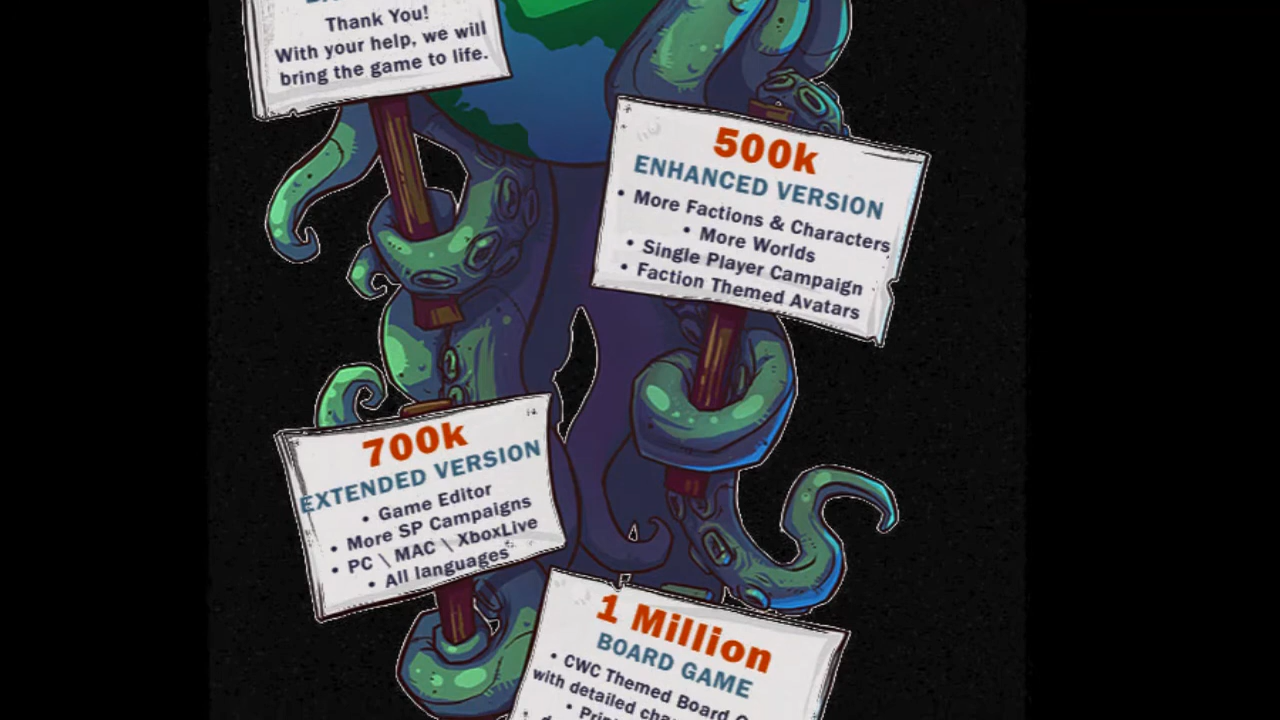 Thank You!
With your help, we will
bring the game to life.
500k
ENHANCED VERSION
• More Factions & Characters
• More Worlds
• Single Player Campaign
• Faction Themed Avatars
700k
EXTENDED VERSION
• Game Editor
• More SP Campaigns
• PC \ MAC \ XboxLive
• All languages
1 Million
BOARD GAME
• CWC Themed Board
with detailed